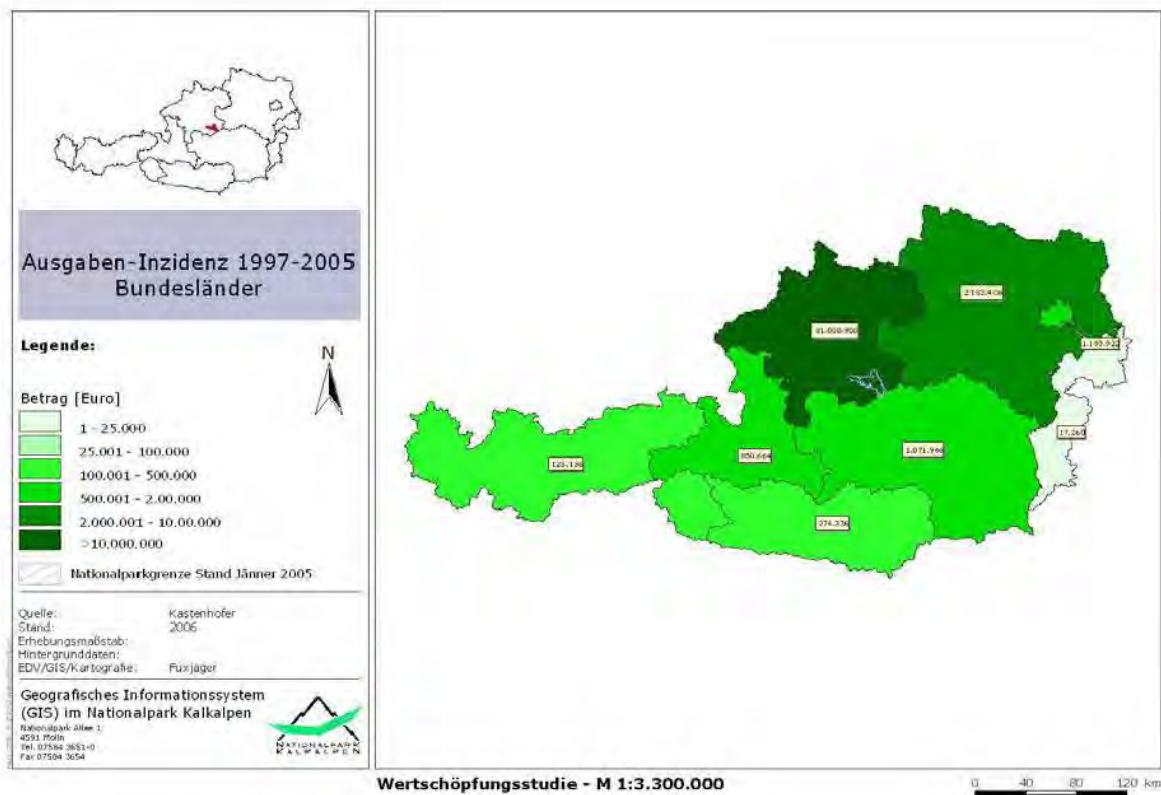 Ausgaben-Inzidenz 1997-2005
Bundesländer
Legende:
N
Betrag [Euro]
1 - 25.000
25.001 - 100.000
100.001 - 500.000
500.001 - 2.00.000
2.000.001 - 10.00.000
>10.000.000
Nationalparkgrenze Stand Jänner 2005
Quelle: Kastenhofer
Stand: 2006
Erhebungsmaßstab:
Hintergrunddaten:
EDV/GIS/Kartografie: Fuxjäger
Geografisches Informationssystem
(GIS) im Nationalpark Kalkalpen
Nationalpark Allee 1
4591 Molln
Tel. 07584 3651-0
Fax 07584 3654
NATIONALPARK
KALKALPEN
17.260
274.336
Wertschöpfungsstudie - M 1:3.300.000
0 40 80 120 km